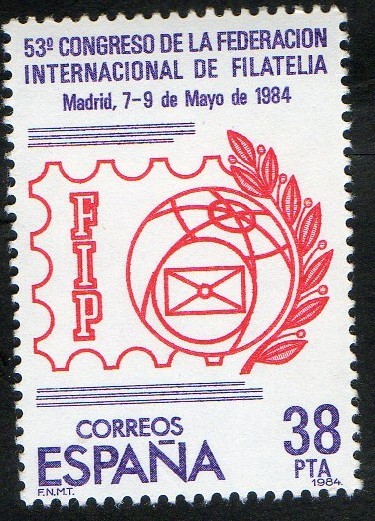 53º CONGRESO DE LA FEDERACION
INTERNACIONAL DE FILATELIA
Madrid, 7-9 de Mayo de 1984
FIP
CORREOS
ESPAÑA
38
PTA
F.N.M.T.
1984.